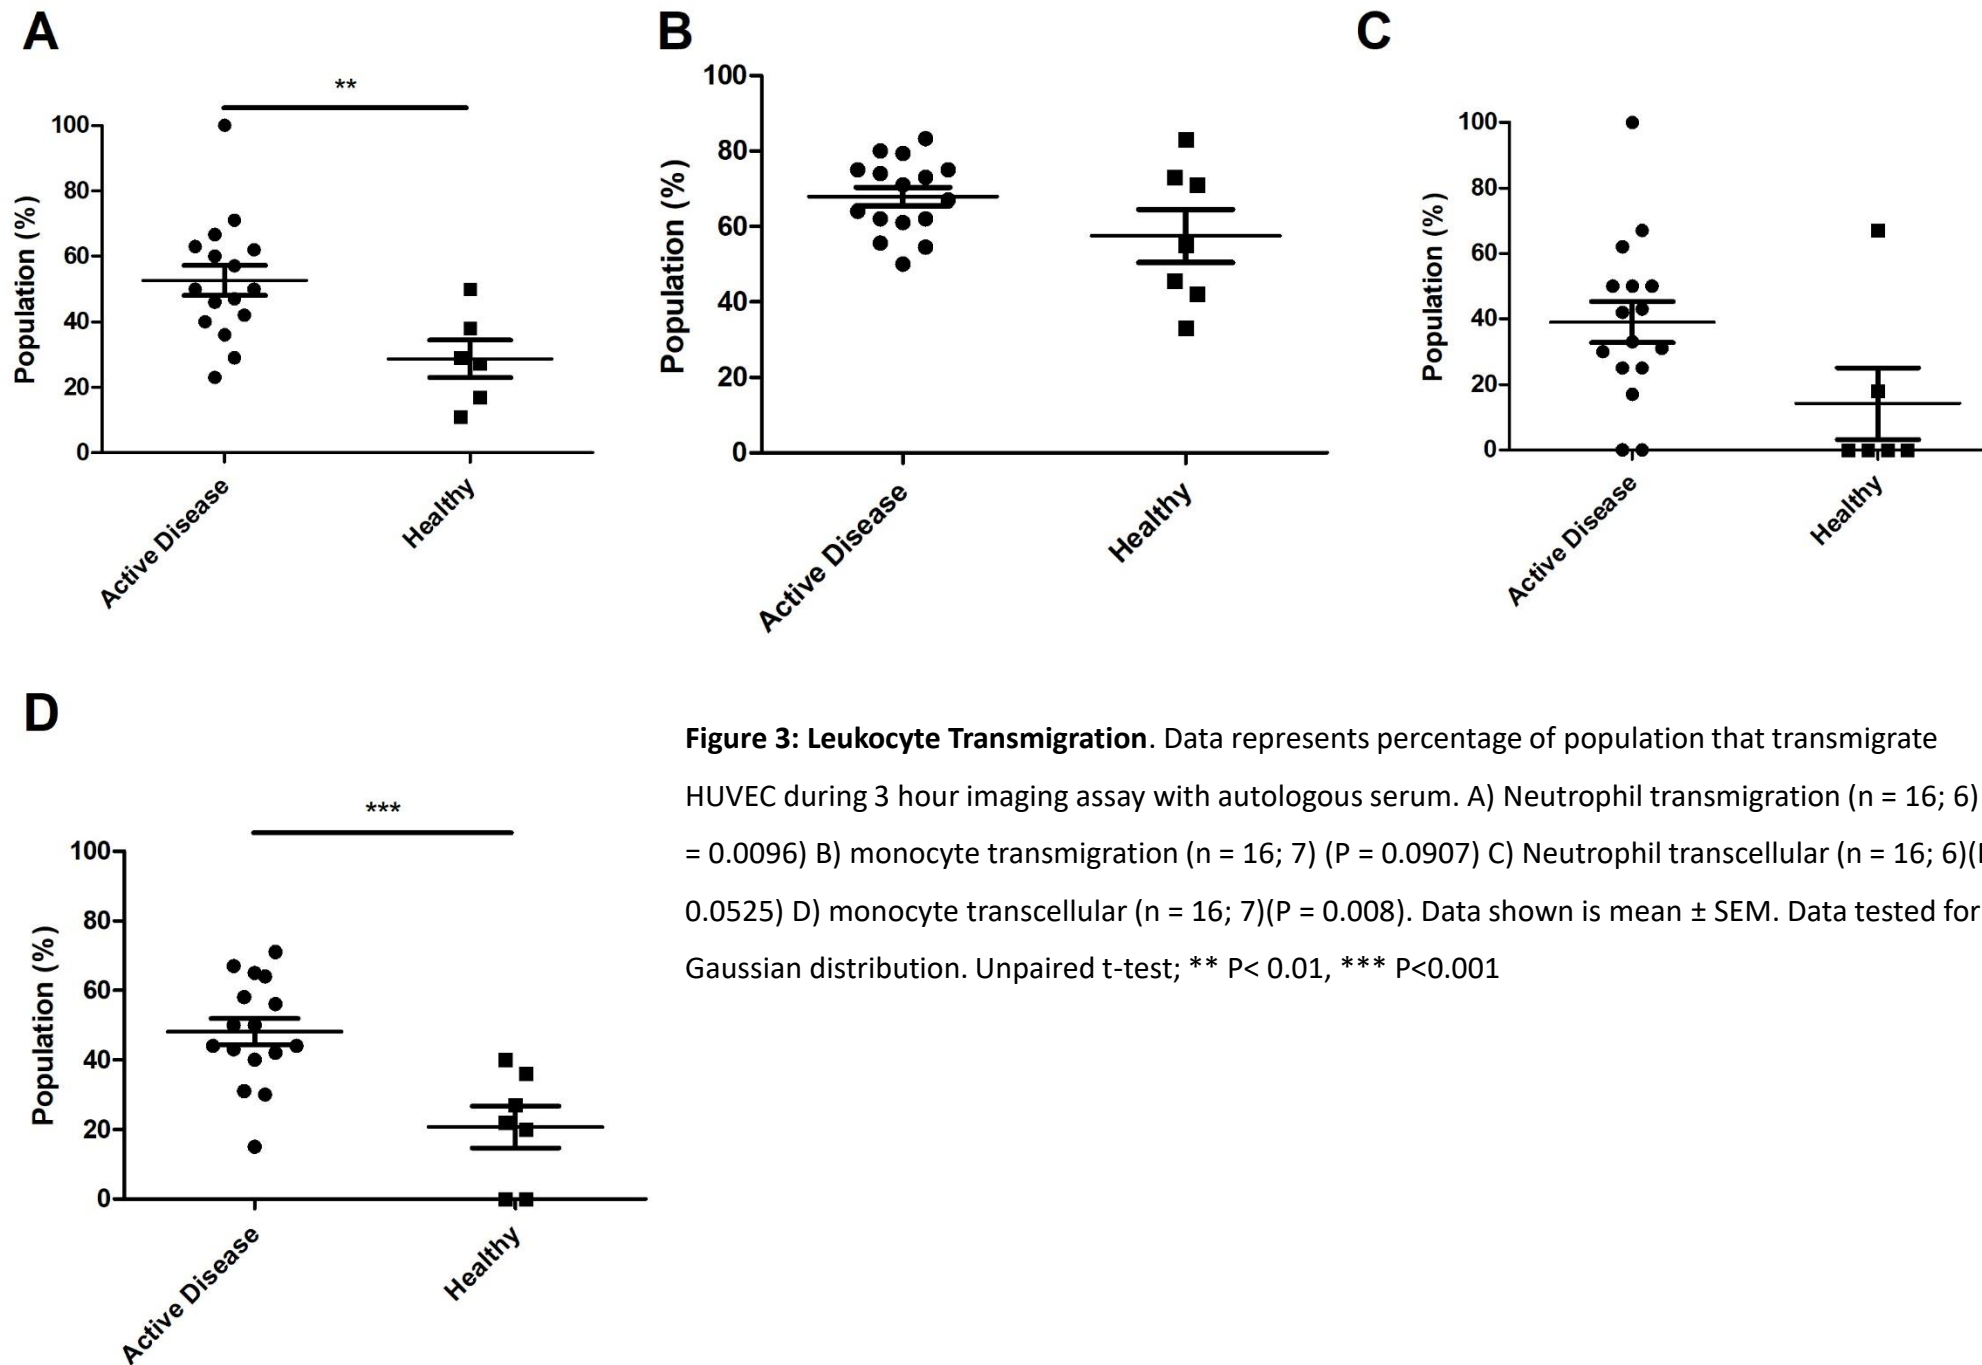 A
**
100
80
60
40
20
0
Population (%)
Active Disease
Healthy
B
100
80
60
40
20
0
Population (%)
Active Disease
Healthy
C
100
80
60
40
20
0
Population (%)
Active Disease
Healthy
D
***
100
80
60
40
20
0
Population (%)
Active Disease
Healthy
Figure 3: Leukocyte Transmigration. Data represents percentage of population that transmigrate
HUVEC during 3 hour imaging assay with autologous serum. A) Neutrophil transmigration (n = 16; 6)
= 0.0096) B) monocyte transmigration (n = 16; 7) (P = 0.0907) C) Neutrophil transcellular (n = 16; 6)(
0.0525) D) monocyte transcellular (n = 16; 7)(P = 0.008). Data shown is mean ± SEM. Data tested for
Gaussian distribution. Unpaired t-test; ** P< 0.01, *** P<0.001